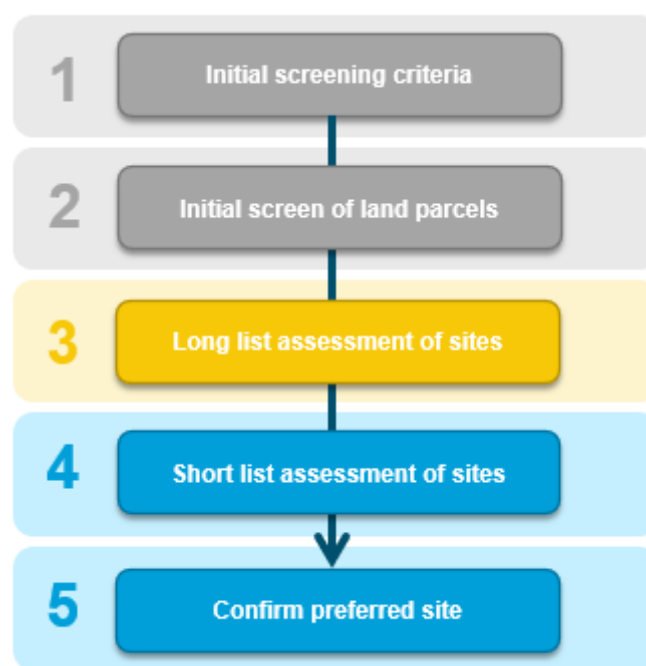 1
Initial screening criteria
2
Initial screen of land parcels
3
Long list assessment of sites
4
Short list assessment of sites
5
Confirm preferred site